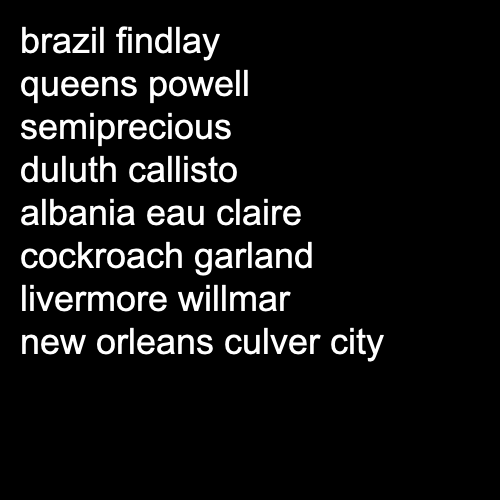 brazil findlay
queens powell
semiprecious
duluth callisto
albania eau claire
cockroach garland
livermore willmar
new orleans culver city